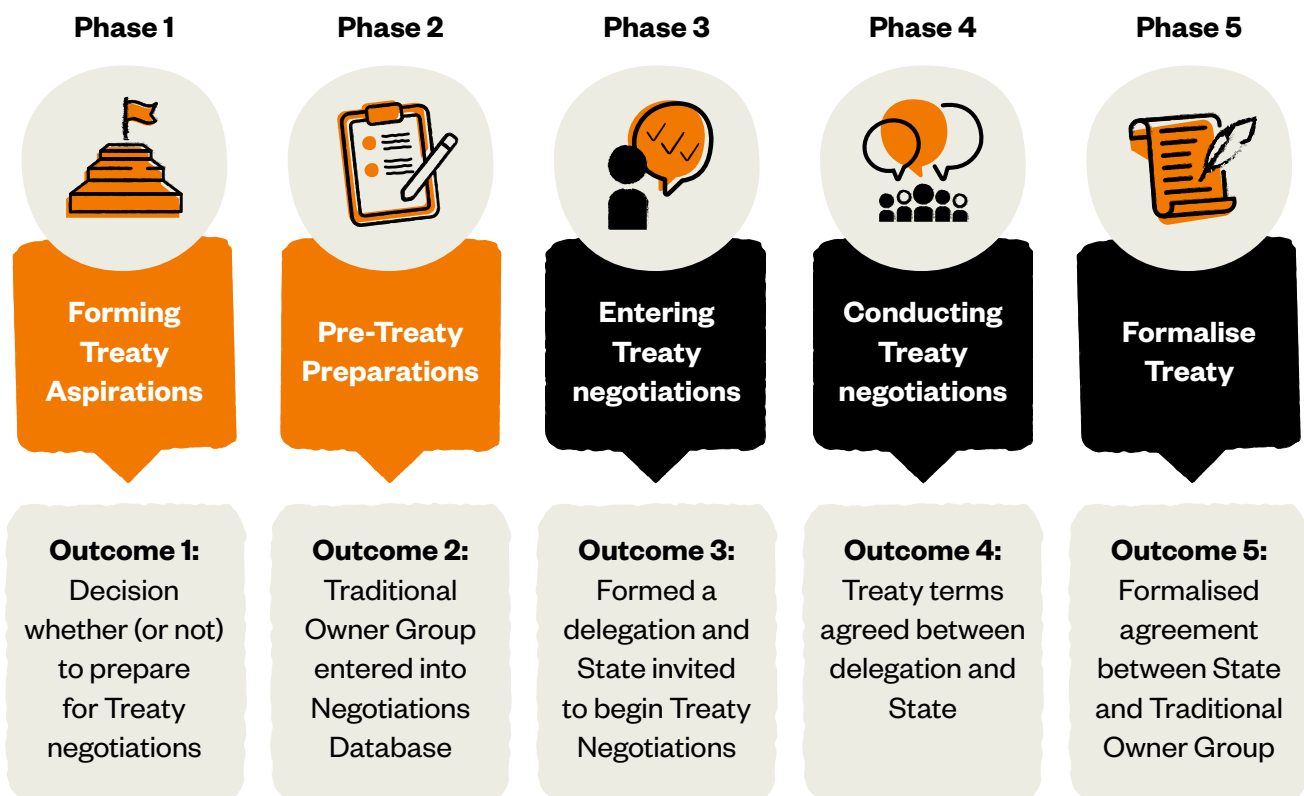 Phase 1
Phase 2
Phase 3
Phase 4
Phase 5
Forming
Treaty
Aspirations
Pre-Treaty
Preparations
Entering
Treaty
negotiations
Conducting
Treaty
negotiations
Formalise
Treaty
Outcome 1:
Decision
whether (or not)
to prepare
for Treaty
negotiations
Outcome 2:
Traditional
Owner Group
entered into
Negotiations
Database
Outcome 3:
Formed a
delegation and
State invited
to begin Treaty
Negotiations
Outcome 4:
Treaty terms
agreed between
delegation and
State
Outcome 5:
Formalised
agreement
between State
and Traditional
Owner Group